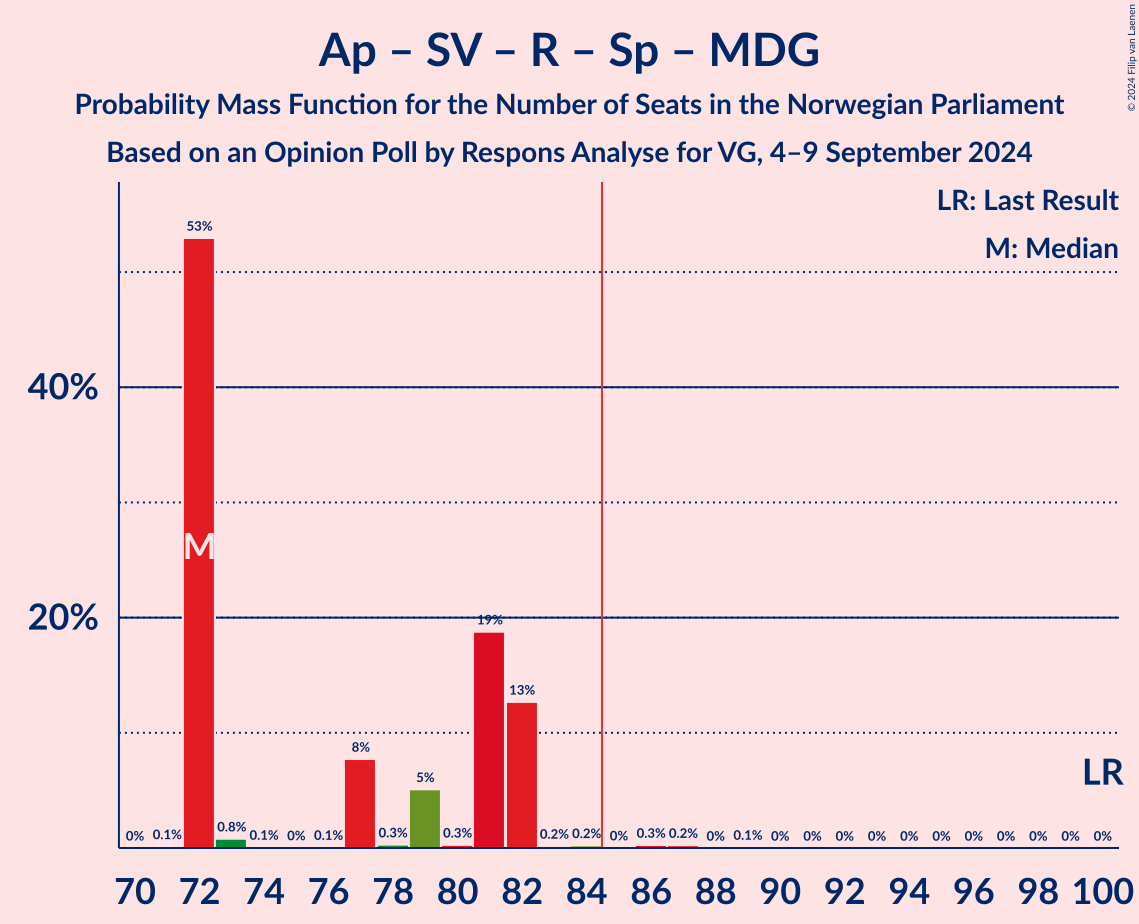 Ap – SV – R – Sp – MDG
Probability Mass Function for the Number of Seats in the Norwegian Parliament
Based on an Opinion Poll by Respons Analyse for VG, 4–9 September 2024
© 2024 Filip van Laenen
LR: Last Result
M: Median
53%
40%
M
20%
19%
13%
8%
5%
LR
0% 0.1% 0.8% 0.1% 0% 0.1% 0.3% 0.3% 0.2% 0.2% 0% 0.3% 0.2% 0% 0.1% 0% 0% 0% 0% 0% 0% 0% 0% 0% 0% 0%
70 72 74 76 78 80 82 84 86 88 90 92 94 96 98 100